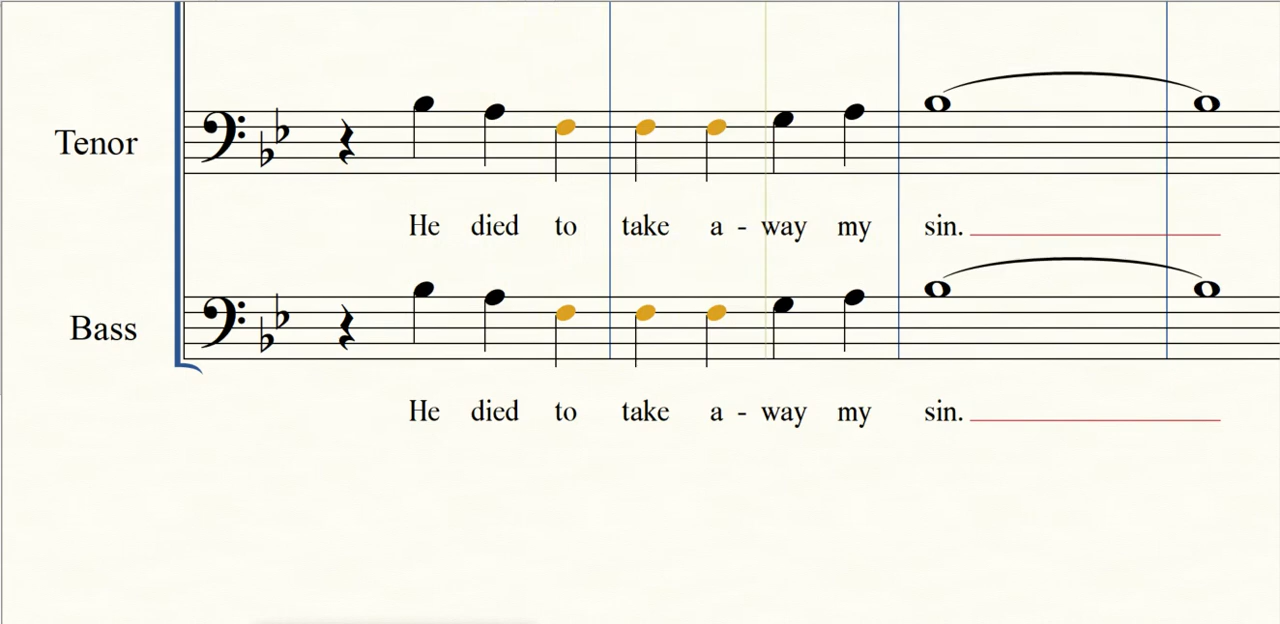 Tenor
He died to take a - way my sin.
Bass
He died to take a - way my sin.